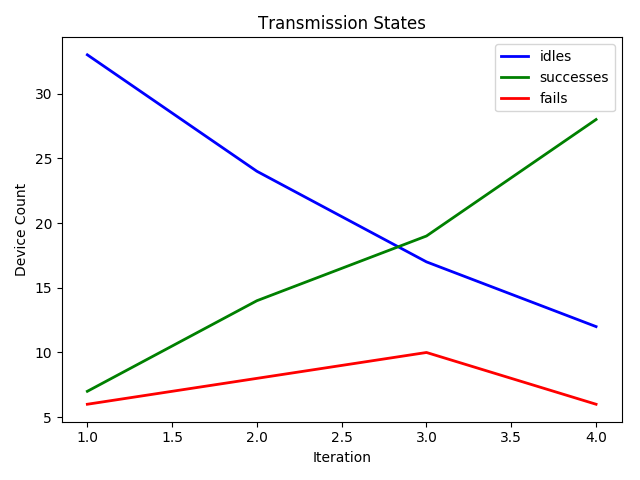 Transmission States
idles
successes
fails
Device Count
30
25
20
15
10
5
1.0 1.5 2.0 2.5 3.0 3.5 4.0
Iteration